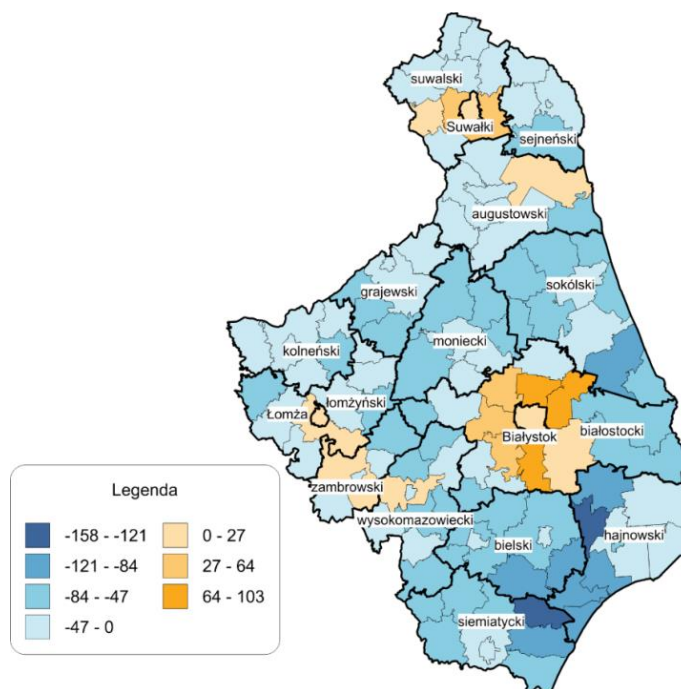 suwalski
Suwałki
sejneński
augustowski
grajewski
sokólski
kolneński
moniecki
łomżyński
Łomża
Białystok
białostocki
zambrowski
wysokomazowiecki
bielski
hajnowski
siemiatycki
Legenda
-158 - -121
0 - 27
-121 - -84
27 - 64
-84 - -47
64 - 103
-47 - 0